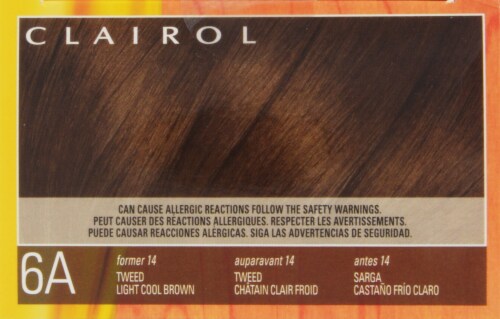 CLAIROL
CAN CAUSE ALLERGIC REACTIONS FOLLOW THE SAFETY WARNINGS.
PEUT CAUSER DES RÉACTIONS ALLERGIQUES. RESPECTER LES AVERTISSEMENTS.
PUEDE CAUSAR REACCIONES ALERGICAS. SIGA LAS ADVERTENCIAS DE SEGURIDAD.
6A
former 14 auparavant 14 antes 14
TWEED TWEED SARGA
LIGHT COOL BROWN CHÂTAIN CLAIR FROID CASTAÑO FRÍO CLARO